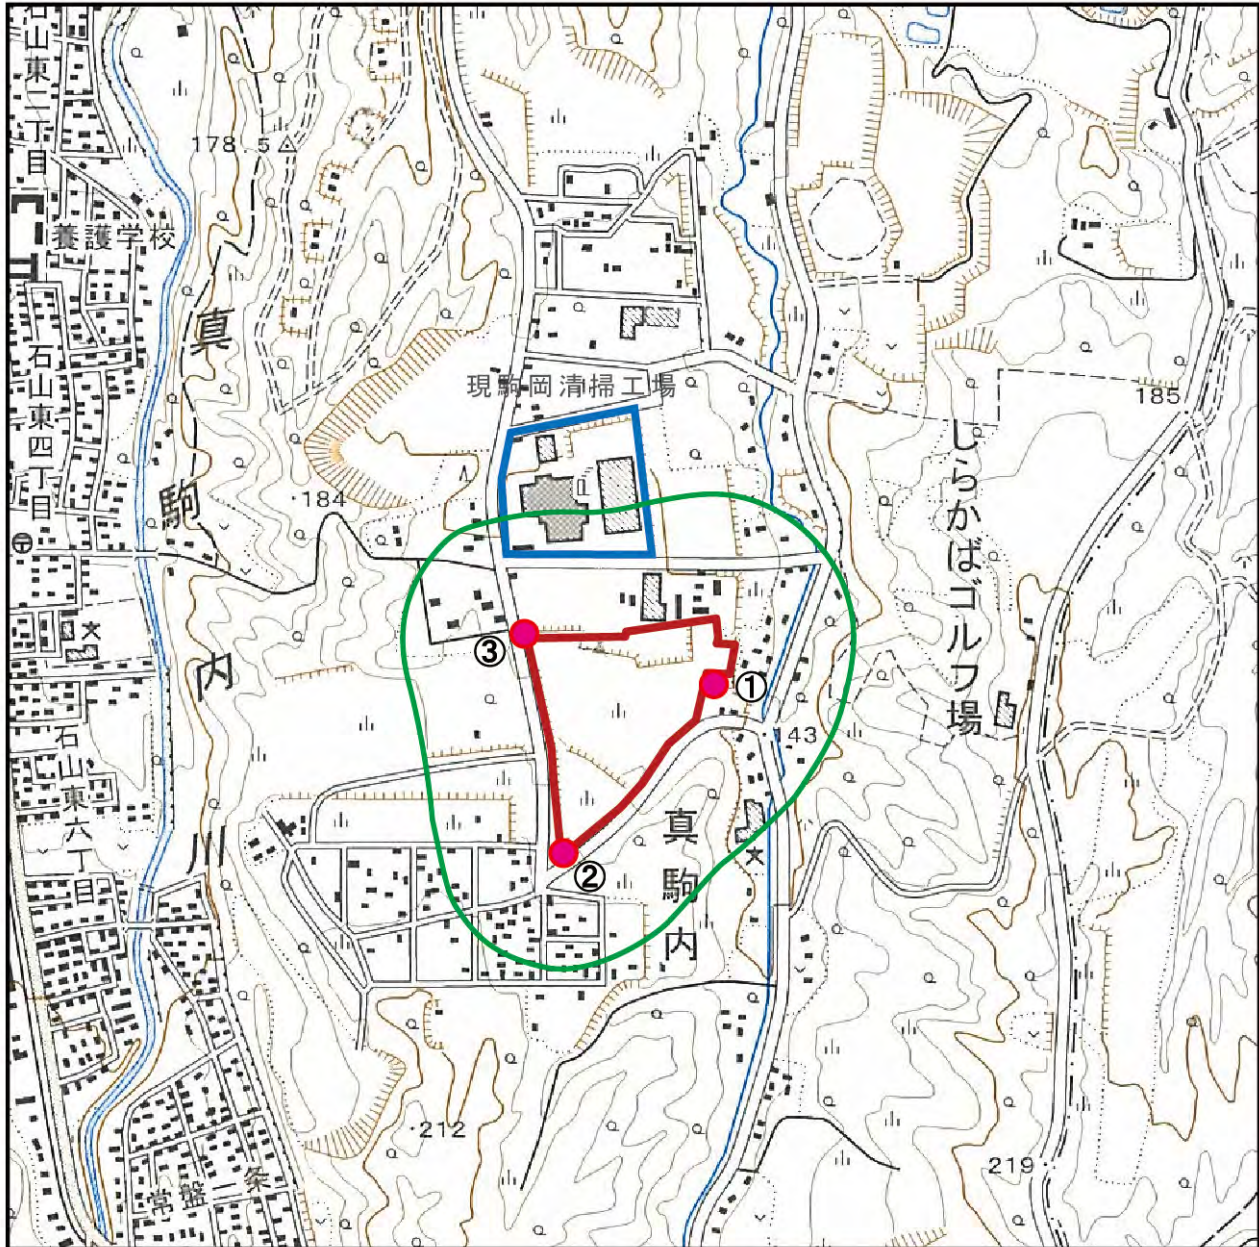 石山東二丁目
178.5
養護学校
真駒内川
石山東四丁目
現駒岡清掃工場
185
しらかばゴルフ場
184
③
①
143
石山東六丁目
真駒内
②
212
219
常盤一条